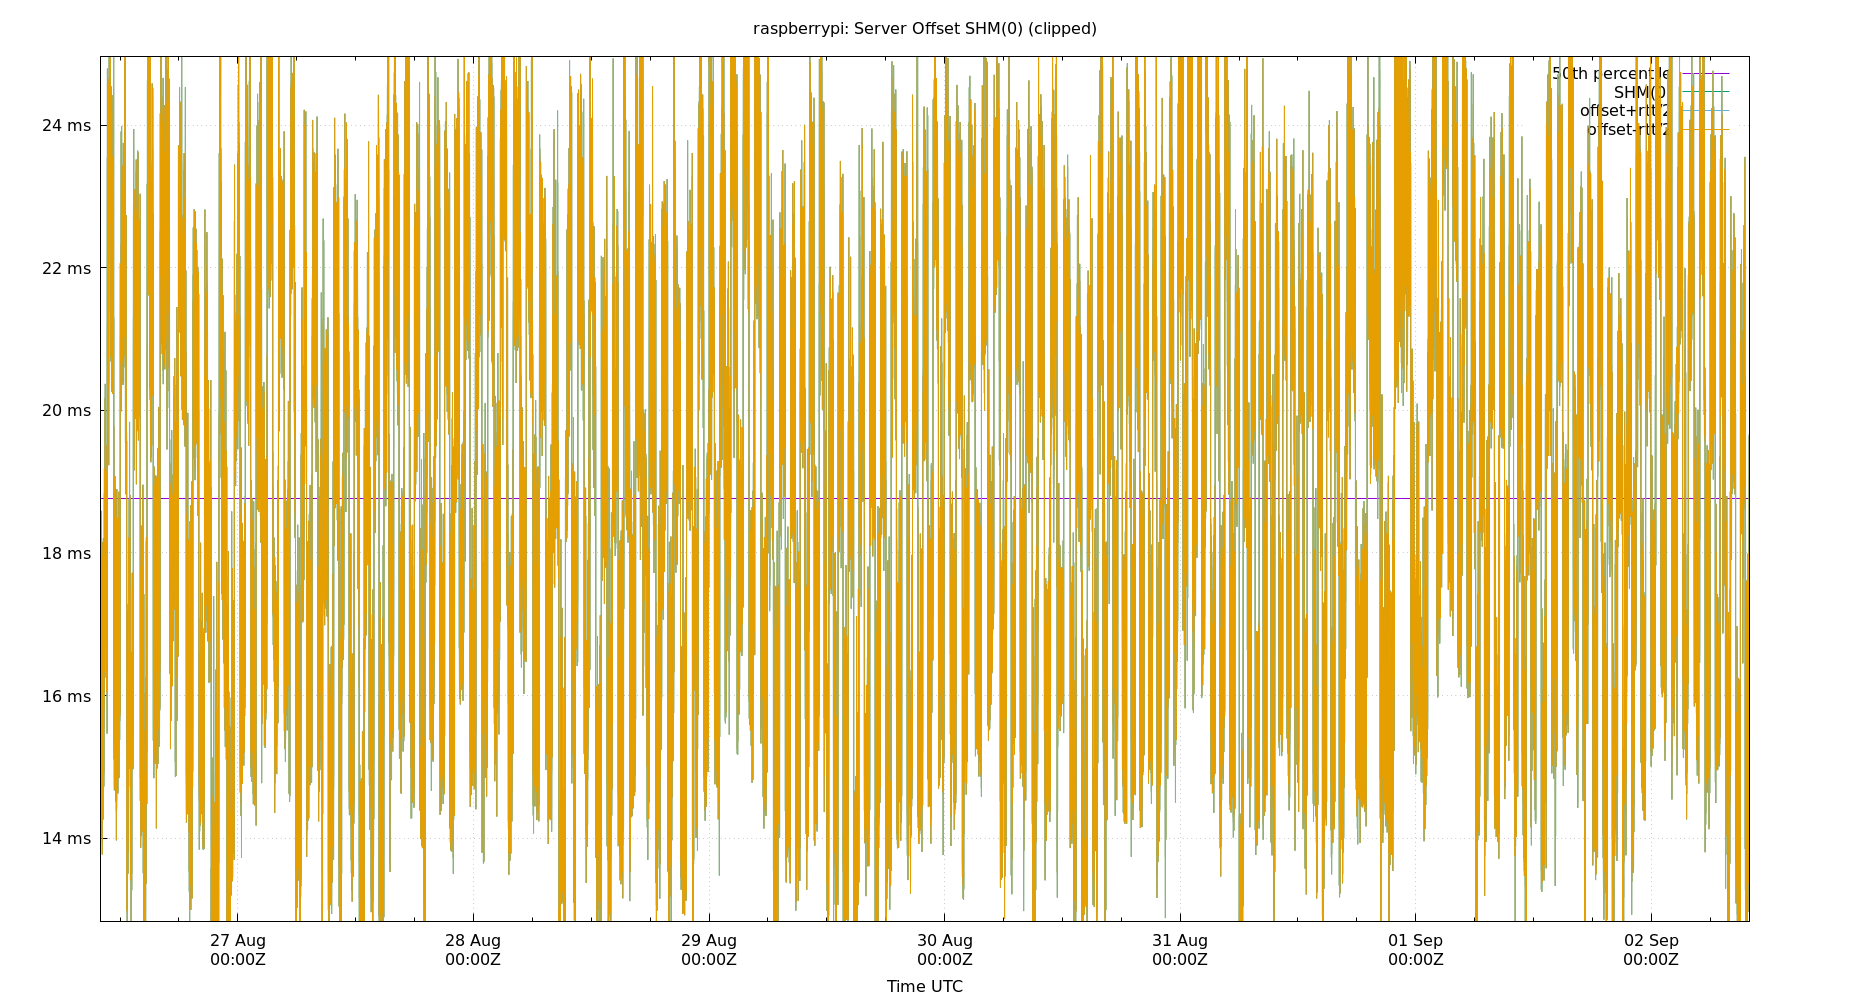 raspberrypi: Server Offset SHM(0) (clipped)
50th percentile
SHM(0)
offset+rtt/2
offset-rtt/2
24 ms
22 ms
20 ms
18 ms
16 ms
14 ms
27 Aug
00:00Z
28 Aug
00:00Z
29 Aug
00:00Z
30 Aug
00:00Z
31 Aug
00:00Z
01 Sep
00:00Z
02 Sep
00:00Z
Time UTC